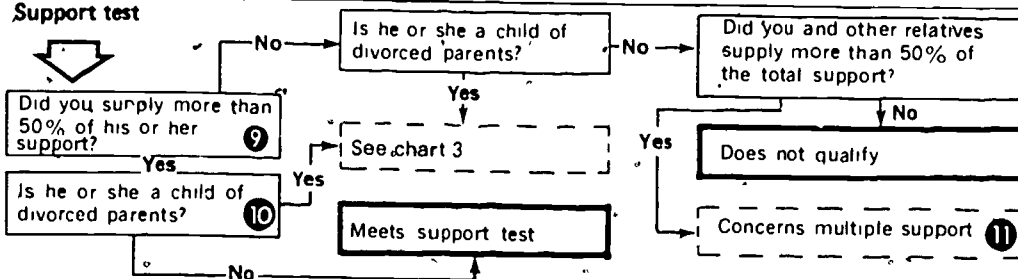 Support test
Did you supply more than
50% of his or her
support? 9
Yes
No
Is he or she a child of
divorced parents? 10
Yes
No
Is he or she a child of
divorced parents?
No
Yes
See chart 3
Meets support test
Did you and other relatives
supply more than 50% of
the total support?
Yes
No
Does not qualify
Concerns multiple support 11